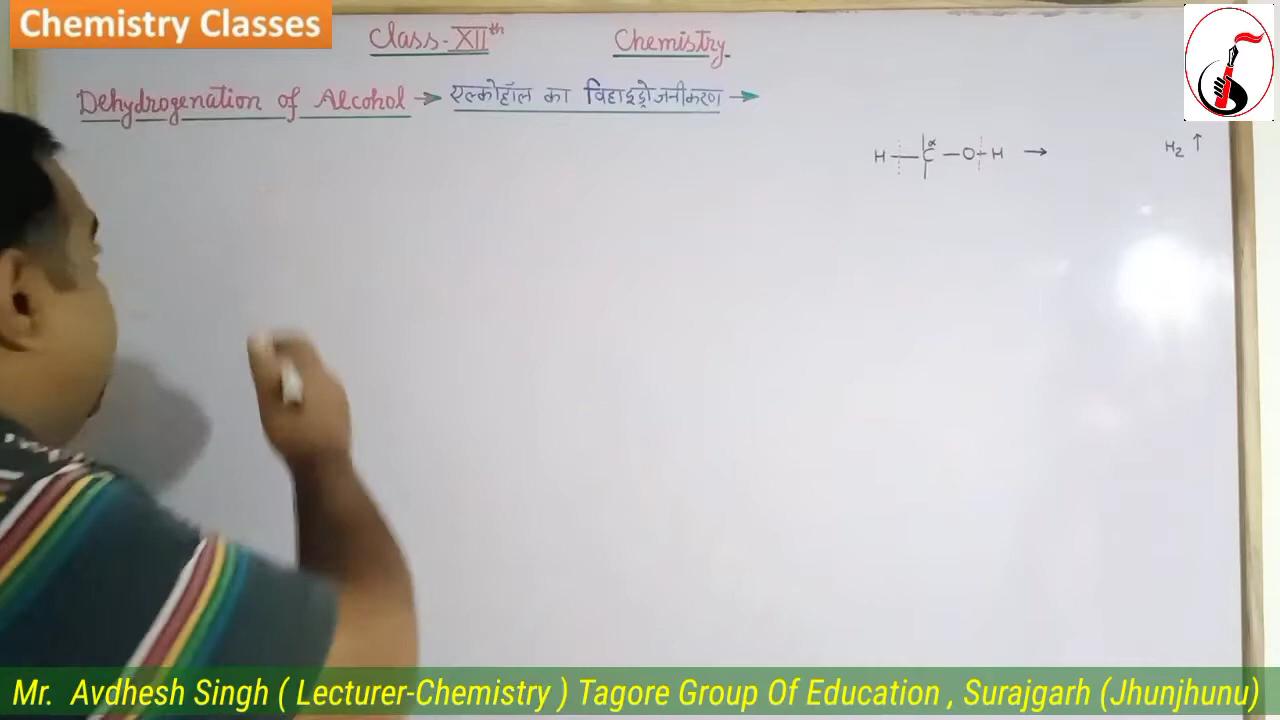 Chemistry Classes
Class-XIIth Chemistry
Dehydrogenation of Alcohol → एल्कोहॉल का विहाइड्रोजनीकरण →
H—Cα—O—H → H2 ↑
Mr. Avdhesh Singh ( Lecturer-Chemistry ) Tagore Group Of Education , Surajgarh (Jhunjhunu)